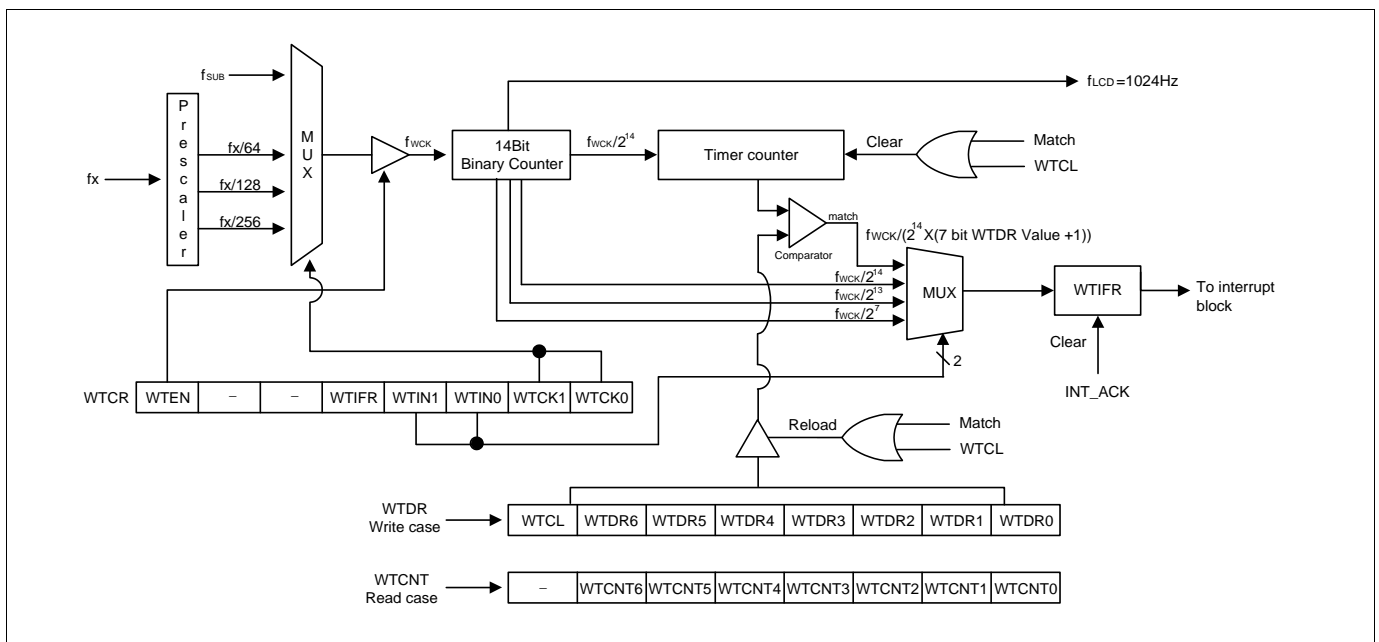 fSUB
Prescaler
MUX
fx
fx/64
fx/128
fx/256
fWCK
14Bit
Binary Counter
fLCD=1024Hz
fWCK/2^14
Timer counter
Clear
Match
WTCL
match
Comparator
fWCK/(2^14 X(7 bit WTDR Value +1))
fWCK/2^14
fWCK/2^13
fWCK/2^7
MUX
2
WTIFR
To interrupt
block
Clear
INT_ACK
WTCR WTEN – – WTIFR WTIN1 WTIN0 WTCK1 WTCK0
Reload
Match
WTCL
WTDR
Write case
WTCL WTDR6 WTDR5 WTDR4 WTDR3 WTDR2 WTDR1 WTDR0
WTCNT
Read case
– WTCNT6 WTCNT5 WTCNT4 WTCNT3 WTCNT2 WTCNT1 WTCNT0